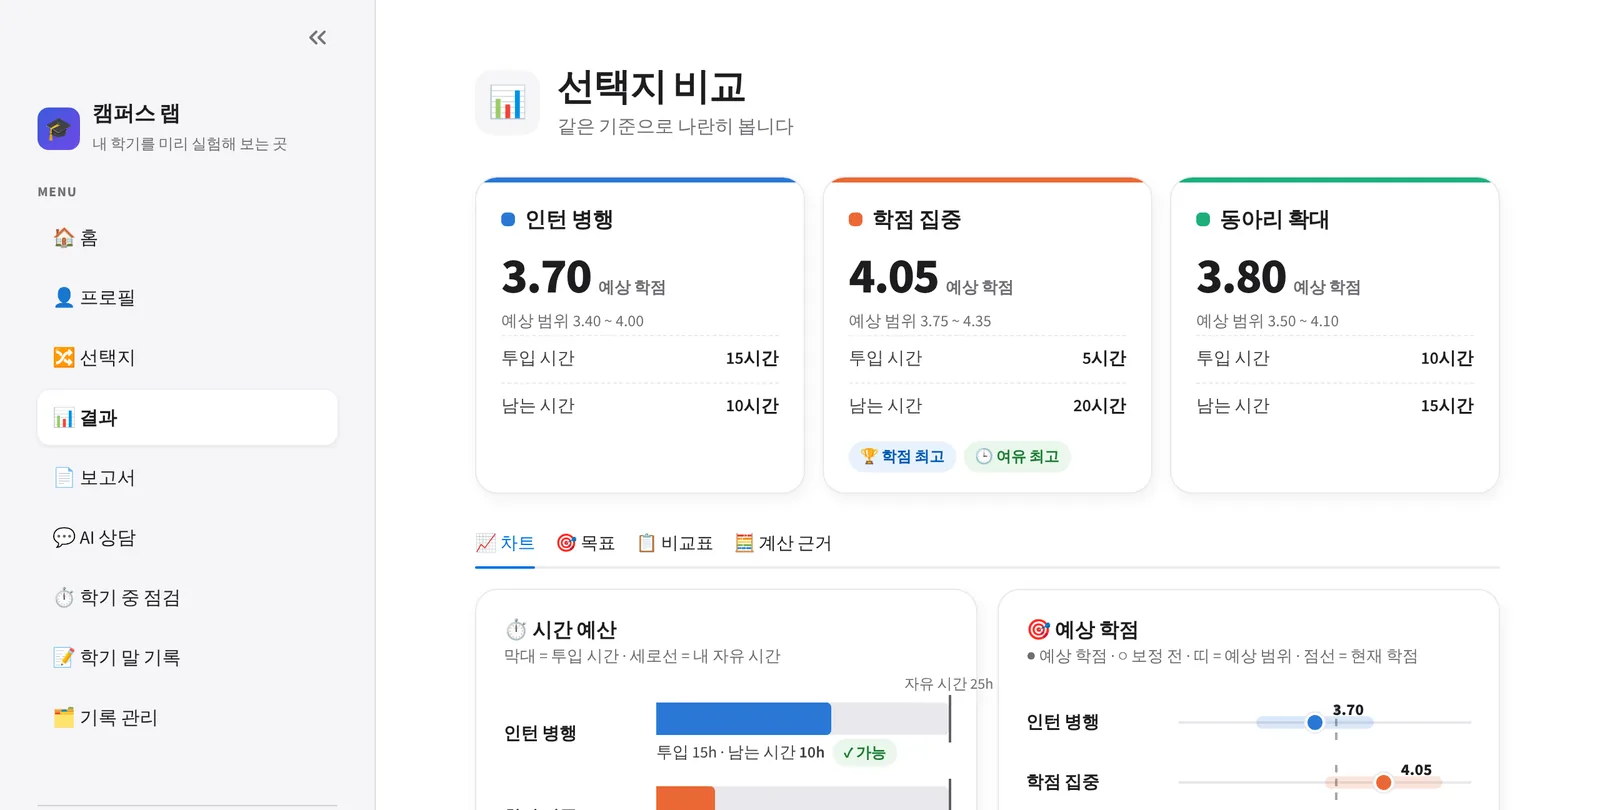 캠퍼스 랩
내 학기를 미리 실험해 보는 곳
MENU
홈
프로필
선택지
결과
보고서
AI 상담
학기 중 점검
학기 말 기록
기록 관리
선택지 비교
같은 기준으로 나란히 봅니다
인턴 병행
3.70 예상 학점
예상 범위 3.40 ~ 4.00
투입 시간 15시간
남는 시간 10시간
학점 집중
4.05 예상 학점
예상 범위 3.75 ~ 4.35
투입 시간 5시간
남는 시간 20시간
학점 최고 여유 최고
동아리 확대
3.80 예상 학점
예상 범위 3.50 ~ 4.10
투입 시간 10시간
남는 시간 15시간
차트 목표 비교표 계산 근거
시간 예산
막대 = 투입 시간 · 세로선 = 내 자유 시간
자유 시간 25h
인턴 병행
투입 15h · 남는 시간 10h ✓ 가능
예상 학점
● 예상 학점 · ○ 보정 전 · 띠 = 예상 범위 · 점선 = 현재 학점
인턴 병행 3.70
학점 집중 4.05